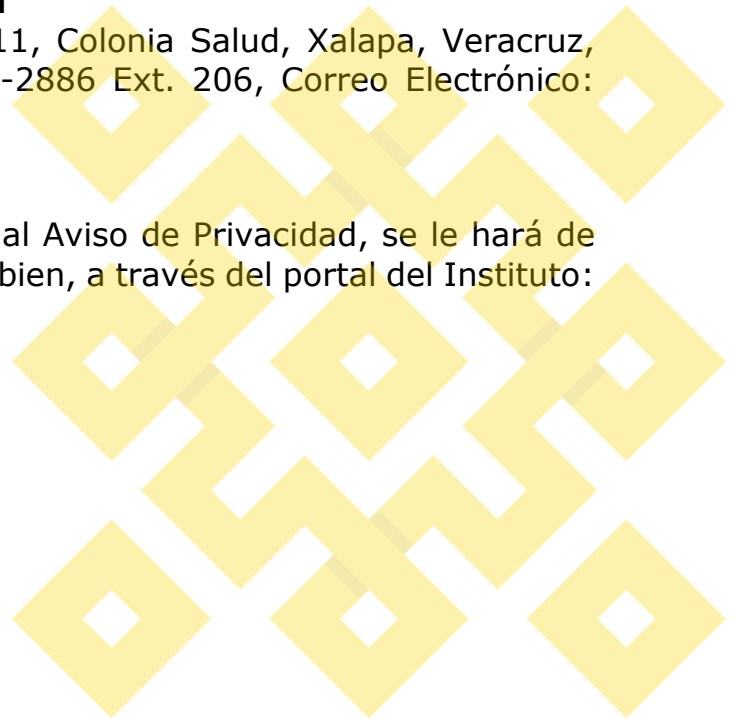 11, Colonia Salud, Xalapa, Veracruz,
-2886 Ext. 206, Correo Electrónico:
al Aviso de Privacidad, se le hará de
bien, a través del portal del Instituto: